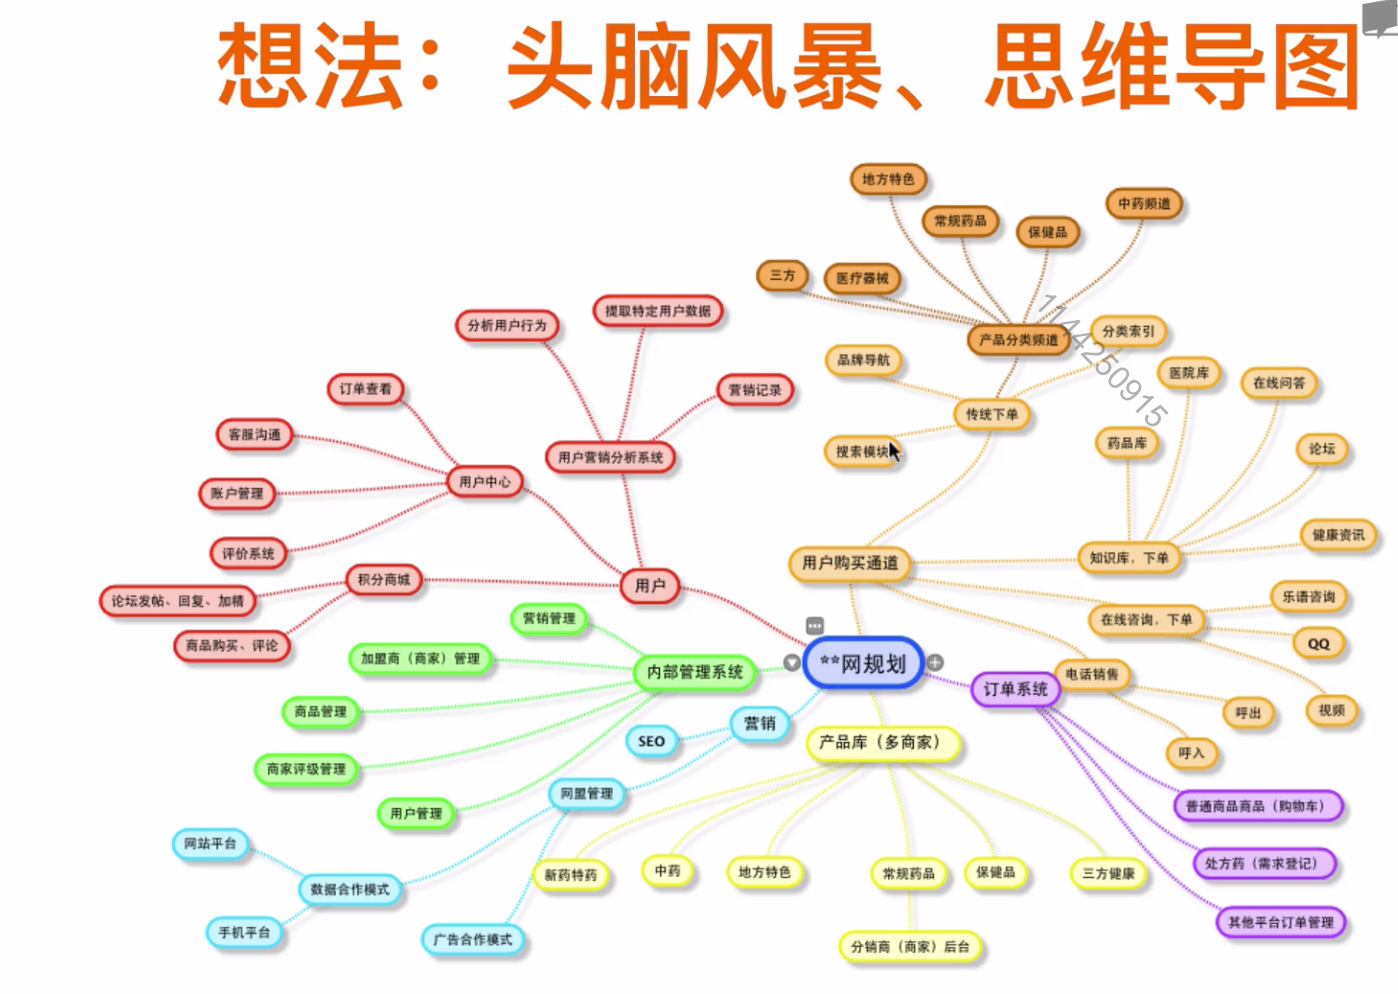 想法：头脑风暴、思维导图
地方特色
中药频道
常规药品
保健品
三方
医疗器械
提取特定用户数据
分析用户行为
产品分类频道
分类索引
1144250915
品牌导航
医院库
在线问答
订单查看
营销记录
传统下单
客服沟通
药品库
论坛
搜索模块
用户营销分析系统
用户中心
账户管理
健康资讯
评价系统
知识库，下单
用户购买通道
积分商城
用户
论坛发帖、回复、加精
乐语咨询
营销管理
在线咨询，下单
商品购买、评论
QQ
加盟商（商家）管理
**网规划
内部管理系统
电话销售
订单系统
商品管理
呼出
视频
营销
SEO
产品库（多商家）
呼入
商家评级管理
网盟管理
普通商品商品（购物车）
用户管理
网站平台
新药特药
中药
地方特色
常规药品
保健品
三方健康
处方药（需求登记）
数据合作模式
其他平台订单管理
手机平台
广告合作模式
分销商（商家）后台